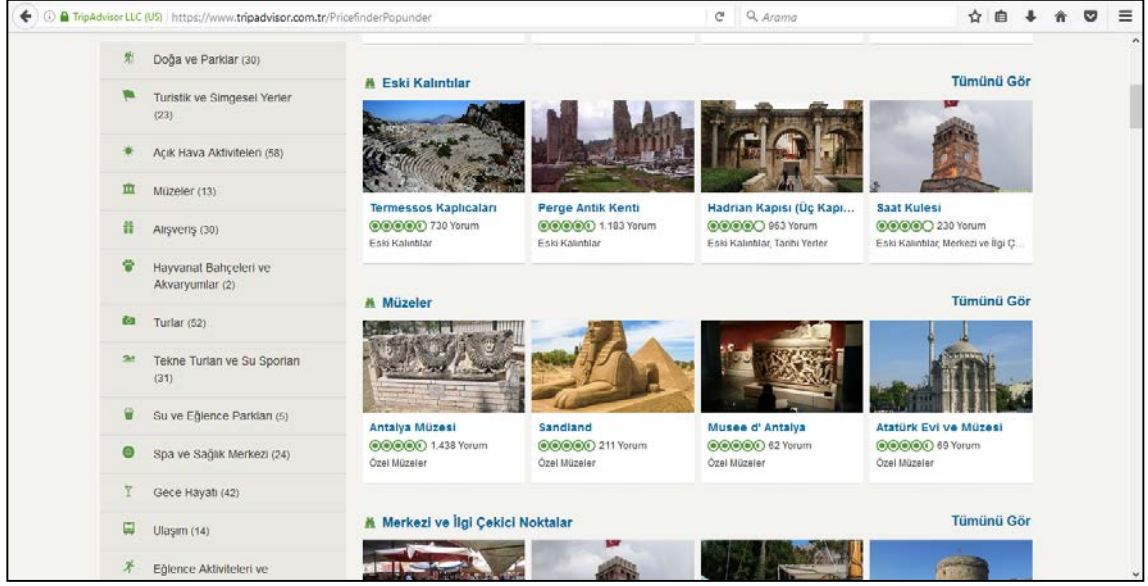 TripAdvisor LLC (US) https://www.tripadvisor.com.tr/PricefinderPopunder
Arama
Doğa ve Parklar (30)
Turistik ve Simgesel Yerler
(23)
Açık Hava Aktiviteleri (58)
Müzeler (13)
Alışveriş (30)
Hayvanat Bahçeleri ve
Akvaryumlar (2)
Turlar (52)
Tekne Turları ve Su Sporları
(31)
Su ve Eğlence Parkları (5)
Spa ve Sağlık Merkezi (24)
Gece Hayatı (42)
Ulaşım (14)
Eğlence Aktiviteleri ve
Eski Kalıntılar Tümünü Gör
Termessos Kaplıcaları
730 Yorum
Eski Kalıntılar
Perge Antik Kenti
1.183 Yorum
Eski Kalıntılar
Hadrian Kapısı (Üç Kapı...
963 Yorum
Eski Kalıntılar, Tarihi Yerler
Saat Kulesi
230 Yorum
Eski Kalıntılar, Merkezi ve İlgi Ç...
Müzeler Tümünü Gör
Antalya Müzesi
1.438 Yorum
Özel Müzeler
Sandland
211 Yorum
Özel Müzeler
Musee d' Antalya
62 Yorum
Özel Müzeler
Atatürk Evi ve Müzesi
69 Yorum
Özel Müzeler
Merkezi ve İlgi Çekici Noktalar Tümünü Gör